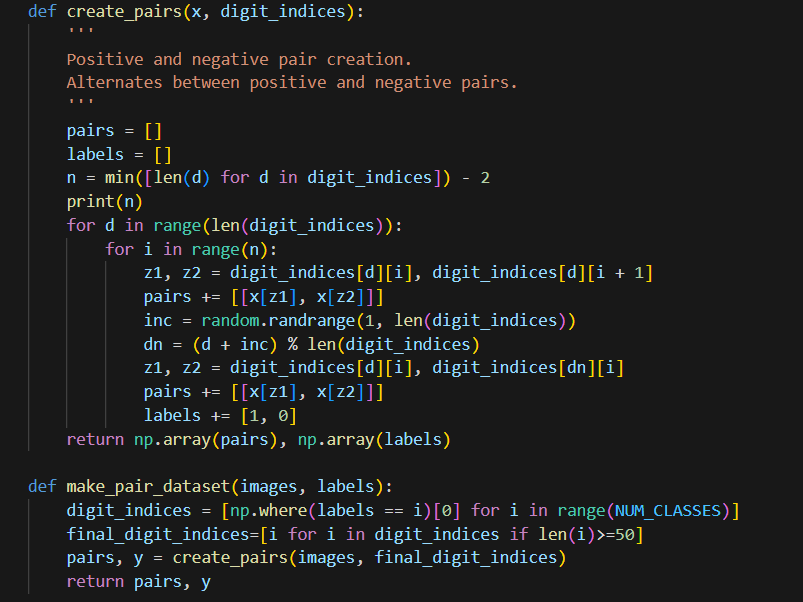 def create_pairs(x, digit_indices):
    '''
    Positive and negative pair creation.
    Alternates between positive and negative pairs.
    '''
    pairs = []
    labels = []
    n = min([len(d) for d in digit_indices]) - 2
    print(n)
    for d in range(len(digit_indices)):
        for i in range(n):
            z1, z2 = digit_indices[d][i], digit_indices[d][i + 1]
            pairs += [[x[z1], x[z2]]]
            inc = random.randrange(1, len(digit_indices))
            dn = (d + inc) % len(digit_indices)
            z1, z2 = digit_indices[d][i], digit_indices[dn][i]
            pairs += [[x[z1], x[z2]]]
            labels += [1, 0]
    return np.array(pairs), np.array(labels)

def make_pair_dataset(images, labels):
    digit_indices = [np.where(labels == i)[0] for i in range(NUM_CLASSES)]
    final_digit_indices=[i for i in digit_indices if len(i)>=50]
    pairs, y = create_pairs(images, final_digit_indices)
    return pairs, y